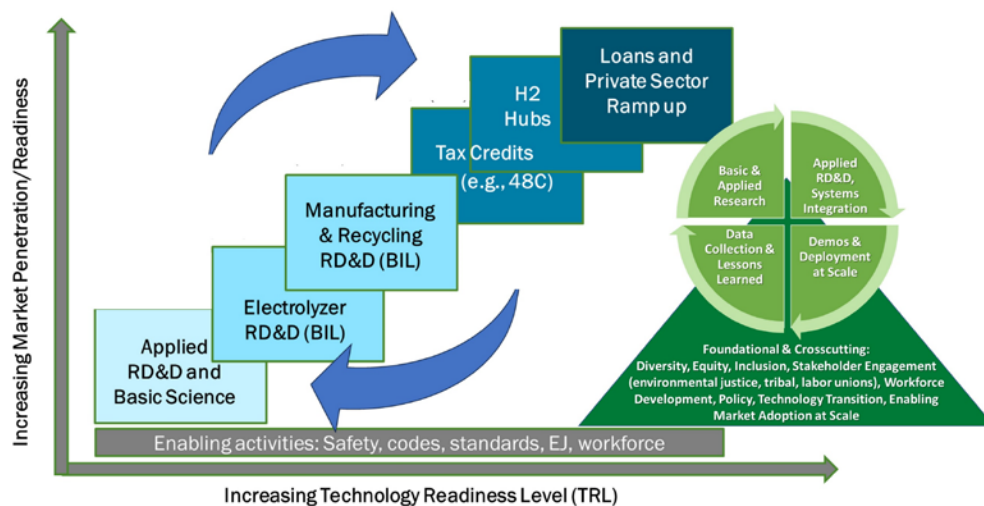 Increasing Market Penetration/Readiness
Loans and
Private Sector
Ramp up
H2
Hubs
Tax Credits
(e.g., 48C)
Manufacturing
& Recycling
RD&D (BIL)
Electrolyzer
RD&D (BIL)
Applied
RD&D and
Basic Science
Enabling activities: Safety, codes, standards, EJ, workforce
Increasing Technology Readiness Level (TRL)
Basic &
Applied
Research
Applied
RD&D,
Systems
Integration
Data
Collection &
Lessons
Learned
Demos &
Deployment
at Scale
Foundational & Crosscutting:
Diversity, Equity, Inclusion, Stakeholder Engagement
(environmental justice, tribal, labor unions), Workforce
Development, Policy, Technology Transition, Enabling
Market Adoption at Scale